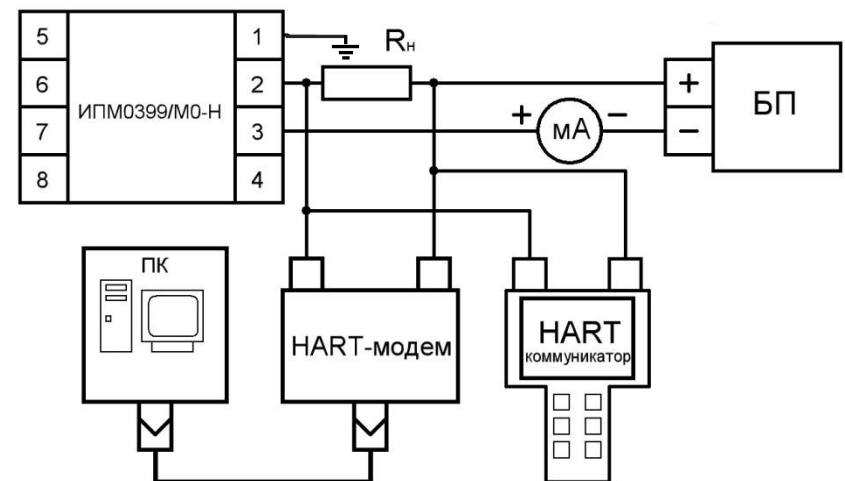 5
1
Rн
6
2
+
ИПМ0399/М0-Н
БП
7
3
+
мА
−
−
8
4
ПК
HART-модем
HART
коммуникатор